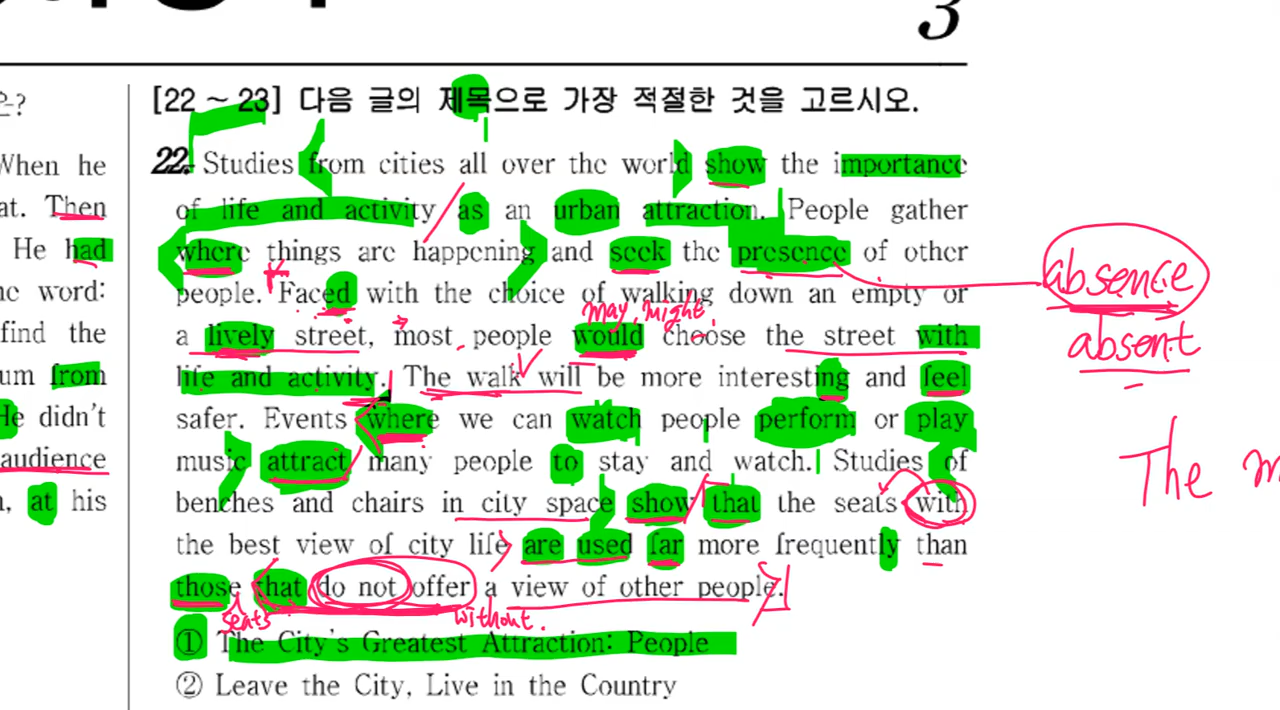 3
[22 ~ 23] 다음 글의 제목으로 가장 적절한 것을 고르시오.
은?
When he
at. Then
He had
he word:
find the
um from
He didn't
audience
, at his
22. Studies from cities all over the world show the importance
of life and activity as an urban attraction. People gather
where things are happening and seek the presence of other
people. Faced with the choice of walking down an empty or
may, might.
a lively street, most people would choose the street with
life and activity. The walk will be more interesting and feel
safer. Events where we can watch people perform or play
music attract many people to stay and watch. Studies of
benches and chairs in city space show that the seats with
the best view of city life are used far more frequently than
those that do not offer a view of other people.
seats without.
① The City's Greatest Attraction: People
② Leave the City, Live in the Country
absence
absent
The